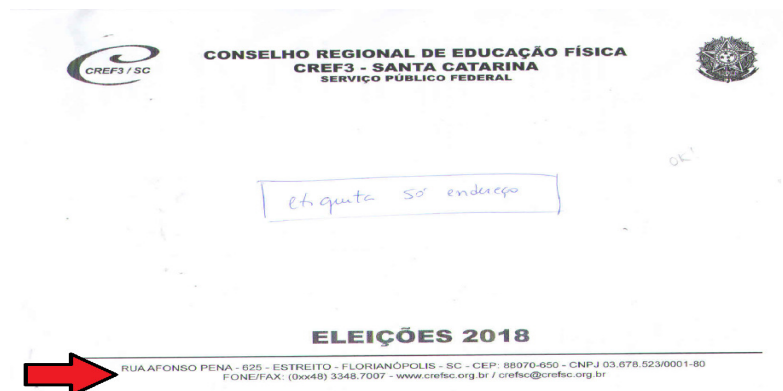 CREF3 / SC
CONSELHO REGIONAL DE EDUCAÇÃO FÍSICA
CREF3 - SANTA CATARINA
SERVIÇO PÚBLICO FEDERAL
OK!
etiqueta só endereço
ELEIÇÕES 2018
RUA AFONSO PENA - 625 - ESTREITO - FLORIANÓPOLIS - SC - CEP: 88070-650 - CNPJ 03.678.523/0001-80
FONE/FAX: (0xx48) 3348.7007 - www.crefsc.org.br / crefsc@crefsc.org.br